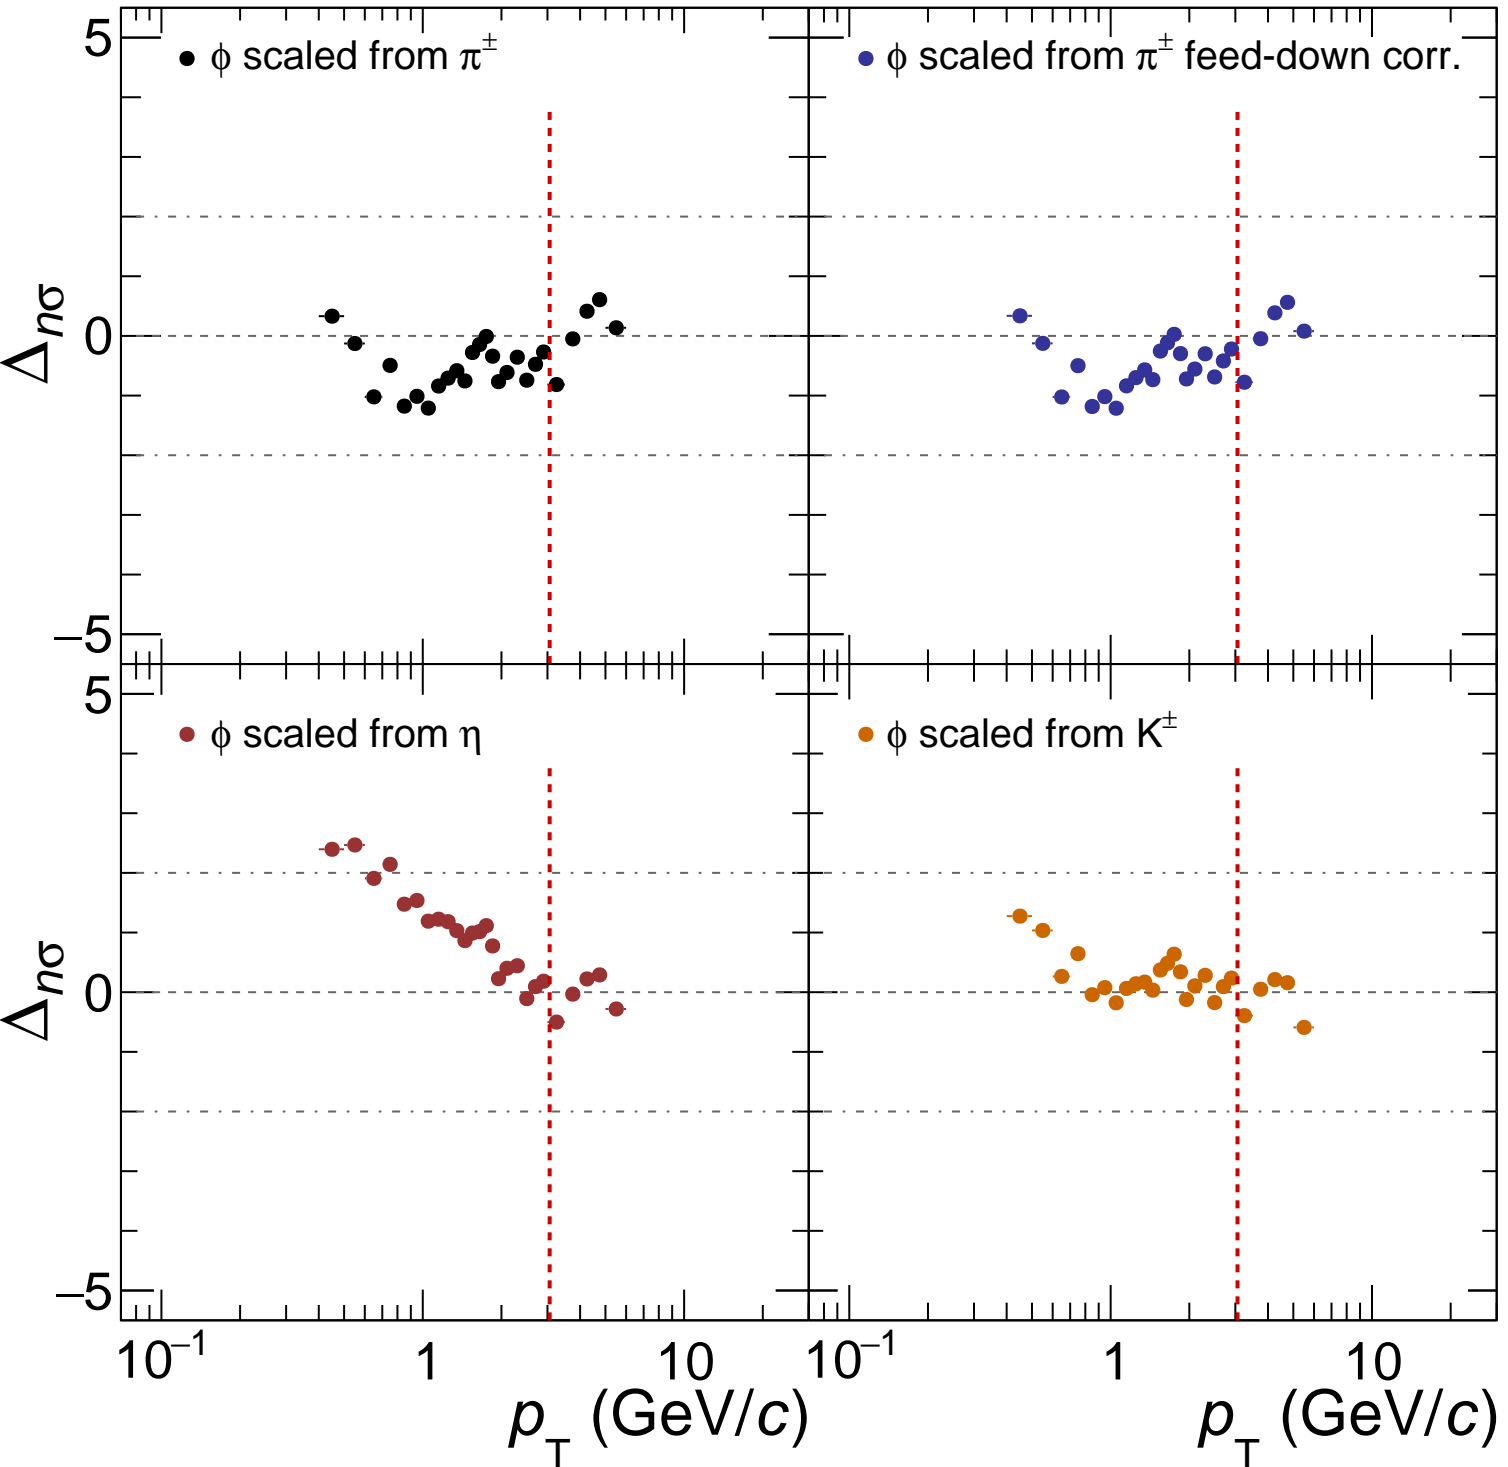 5
ϕ scaled from π±
ϕ scaled from π± feed-down corr.
Δnσ
0
−5
5
ϕ scaled from η
ϕ scaled from K±
Δnσ
0
−5
10−1 1 10 10−1 1 10
pT (GeV/c) pT (GeV/c)